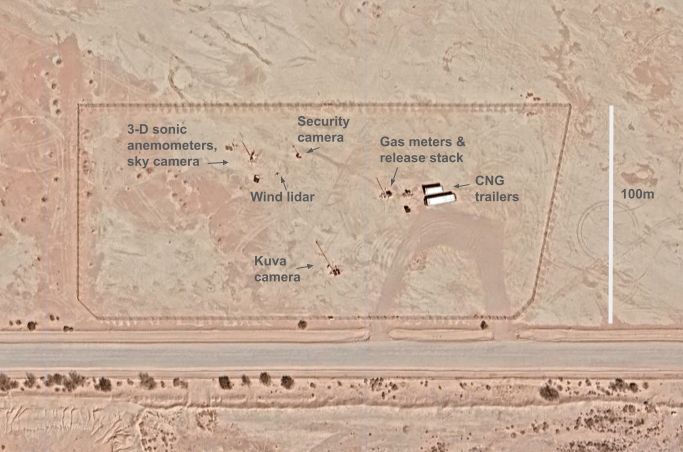 3-D sonic
anemometers,
sky camera
Security
camera
Gas meters &
release stack
Wind lidar
CNG
trailers
100m
Kuva
camera